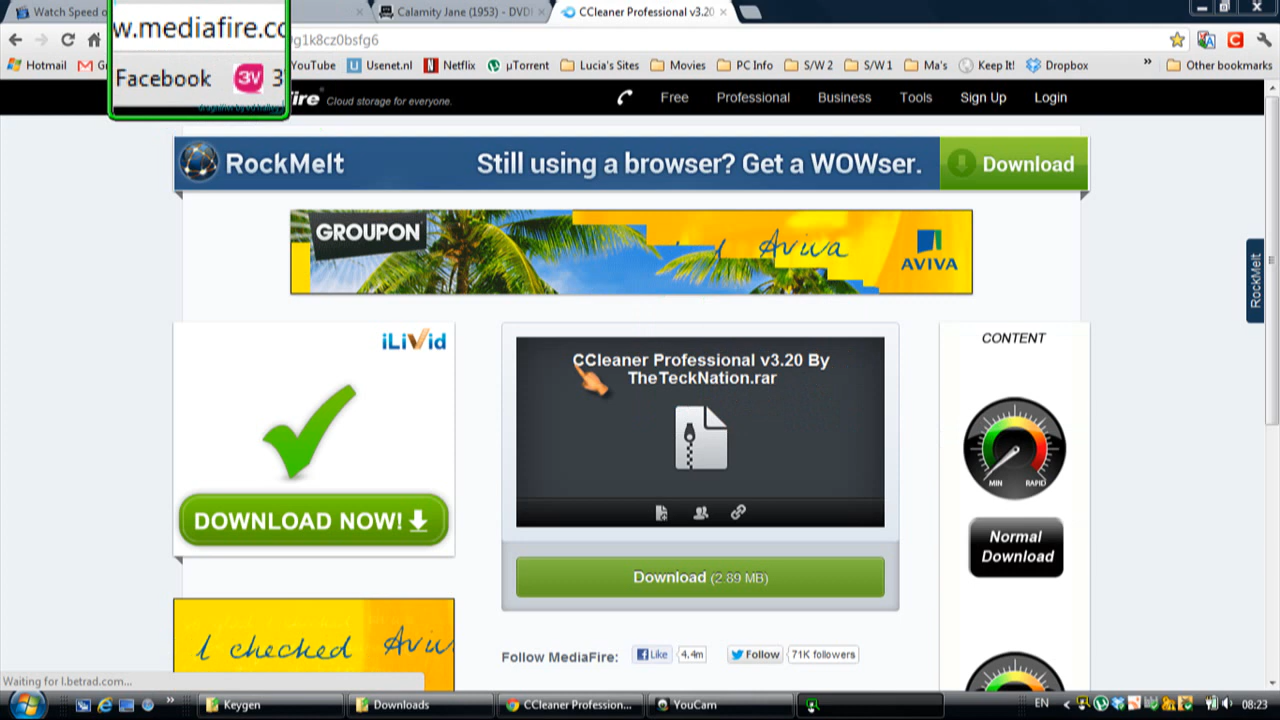 Watch Speed o
Calamity Jane (1953) - DVD
CCleaner Professional v3.20
w.mediafire.co
g1k8cz0bsfg6
Hotmail
YouTube
Usenet.nl
Netflix
µTorrent
Lucia's Sites
Movies
PC Info
S/W 2
S/W 1
Ma's
Keep It!
Dropbox
»
Other bookmarks
Facebook
3V
3
ire®
Cloud storage for everyone.
Free
Professional
Business
Tools
Sign Up
Login
RockMelt
Still using a browser? Get a WOWser.
Download
GROUPON
Aviva
AVIVA
RockMelt
iLiVid
DOWNLOAD NOW!
CCleaner Professional v3.20 By
TheTeckNation.rar
Download (2.89 MB)
CONTENT
MIN
RAPID
Normal
Download
I checked Aviv
Follow MediaFire:
Like
4.4m
Follow
71K followers
Waiting for l.betrad.com...
»
Keygen
Downloads
CCleaner Profession...
YouCam
EN
<
08:23